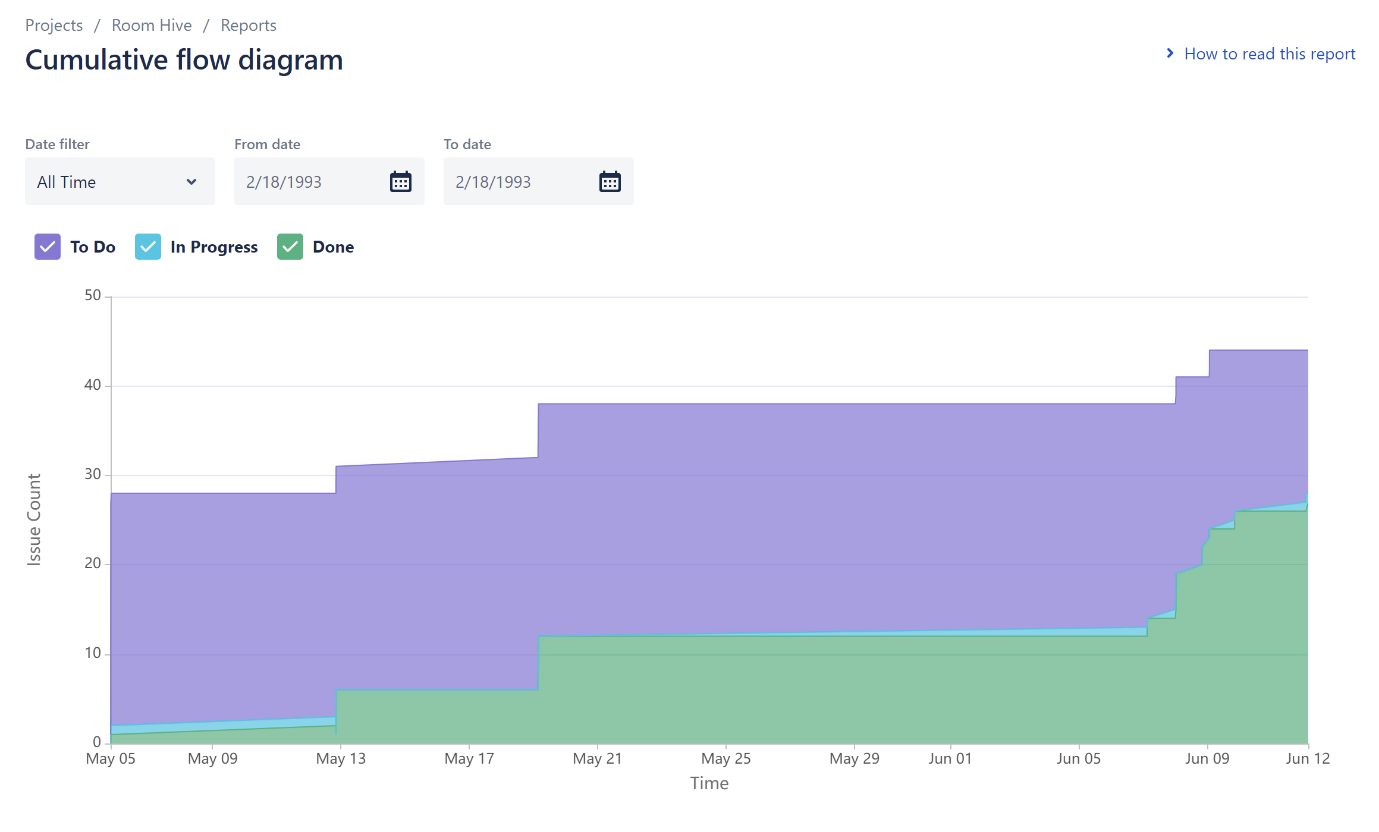 Projects / Room Hive / Reports
Cumulative flow diagram
How to read this report
Date filter From date To date
All Time 2/18/1993 2/18/1993
To Do In Progress Done
50
40
30
20
10
0
Issue Count
May 05 May 09 May 13 May 17 May 21 May 25 May 29 Jun 01 Jun 05 Jun 09 Jun 12
Time